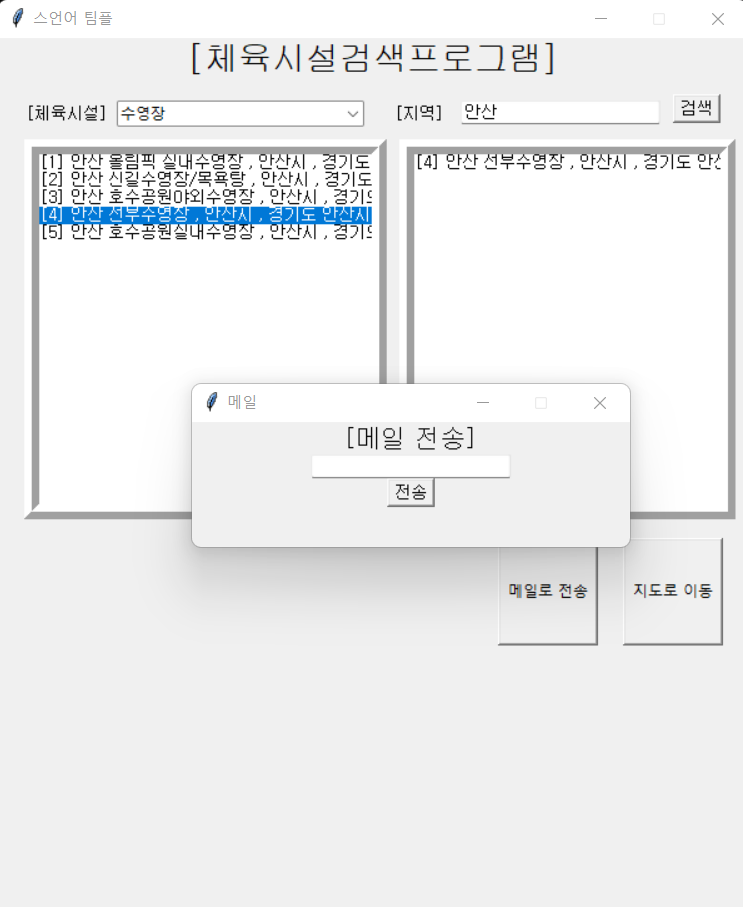 스언어 팀플
[체육시설검색프로그램]
[체육시설] 수영장 [지역] 안산 검색
[1] 안산 올림픽 실내수영장 , 안산시 , 경기도
[2] 안산 신길수영장/목욕탕 , 안산시 , 경기도
[3] 안산 호수공원야외수영장 , 안산시 , 경기도
[4] 안산 선부수영장 , 안산시 , 경기도 안산시
[5] 안산 호수공원실내수영장 , 안산시 , 경기도
[4] 안산 선부수영장 , 안산시 , 경기도 안산
메일
[메일 전송]
전송
메일로 전송
지도로 이동